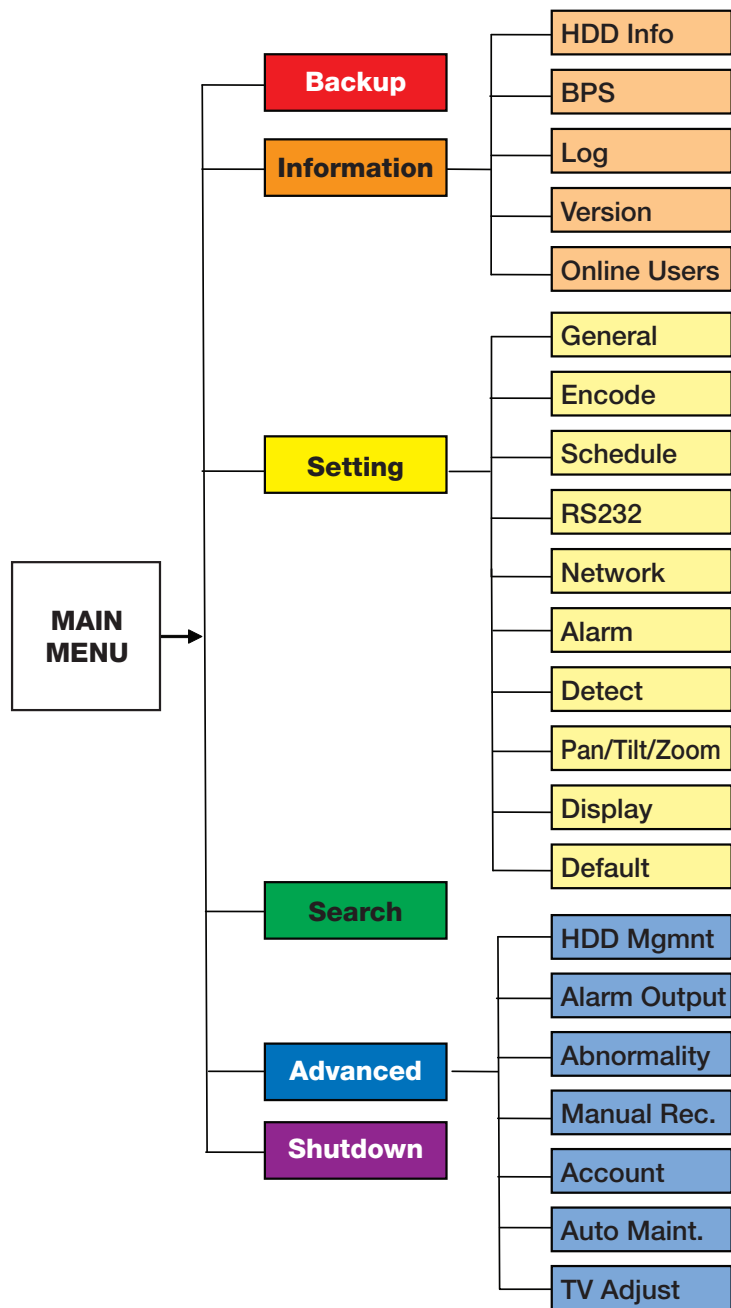 MAIN
MENU
Backup
Information
HDD Info
BPS
Log
Version
Online Users
Setting
General
Encode
Schedule
RS232
Network
Alarm
Detect
Pan/Tilt/Zoom
Display
Default
Search
Advanced
HDD Mgmnt
Alarm Output
Abnormality
Manual Rec.
Account
Auto Maint.
TV Adjust
Shutdown